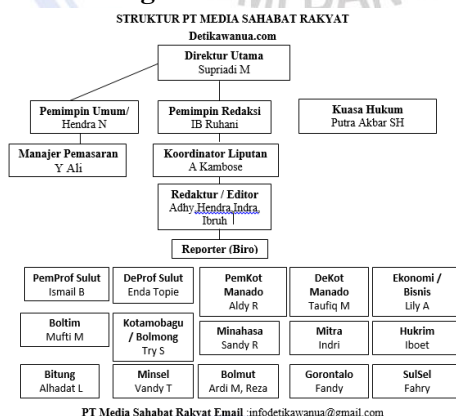 STRUKTUR PT MEDIA SAHABAT RAKYAT
Detikawanua.com
Direktur Utama
Supriadi M
Pemimpin Umum/
Hendra N
Pemimpin Redaksi
IB Ruhani
Kuasa Hukum
Putra Akbar SH
Manajer Pemasaran
Y Ali
Koordinator Liputan
A Kambose
Redaktur / Editor
Adhy,Hendra,Indra,
Ibruh
Reporter (Biro)
PemProf Sulut
Ismail B
DeProf Sulut
Enda Topie
PemKot
Manado
Aldy R
DeKot
Manado
Taufiq M
Ekonomi /
Bisnis
Lily A
Boltim
Mufti M
Kotamobagu
/ Bolmong
Try S
Minahasa
Sandy R
Mitra
Indri
Hukrim
Iboet
Bitung
Alhadat L
Minsel
Vandy T
Bolmut
Ardi M, Reza
Gorontalo
Fandy
SulSel
Fahry
PT Media Sahabat Rakyat Email :infodetikawanua@gmail.com